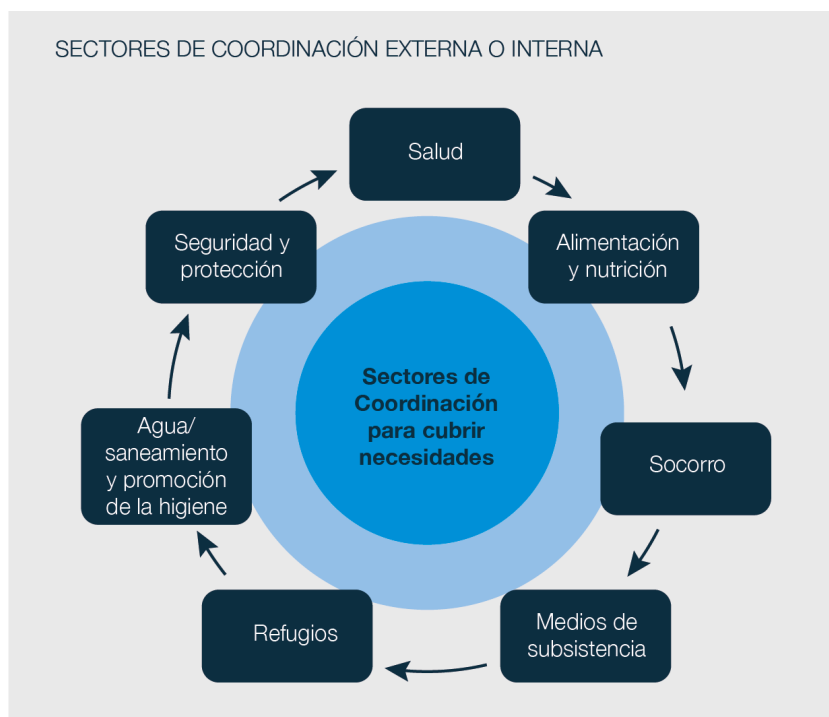 SECTORES DE COORDINACIÓN EXTERNA O INTERNA
Salud
Alimentación
y nutrición
Socorro
Medios de
subsistencia
Refugios
Agua/
saneamiento
y promoción
de la higiene
Seguridad y
protección
Sectores de
Coordinación
para cubrir
necesidades